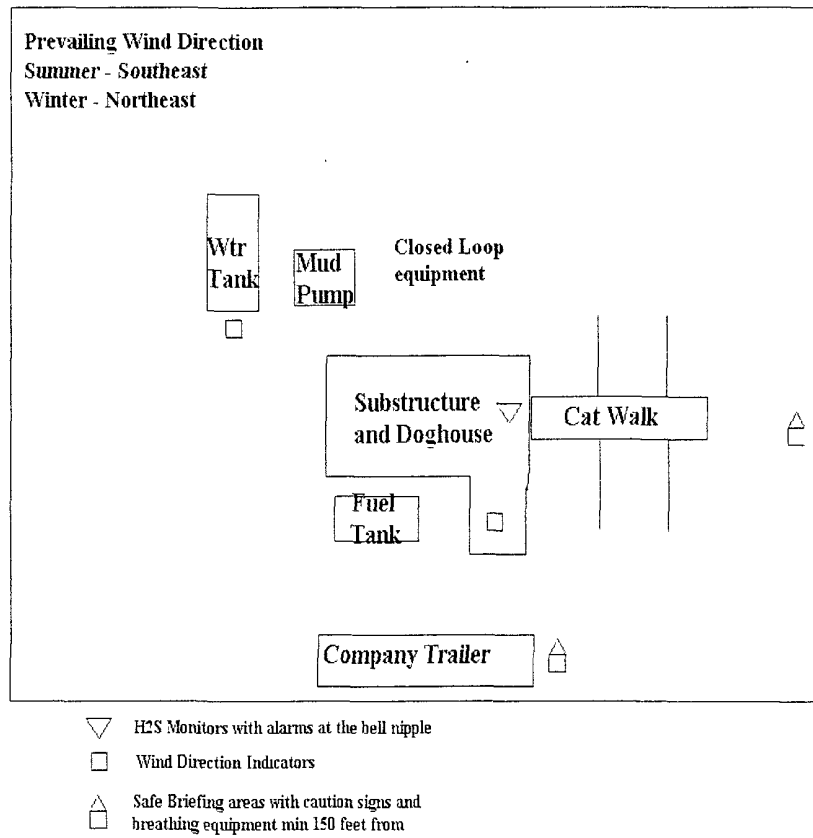 Prevailing Wind Direction
Summer - Southeast
Winter - Northeast
Wtr
Tank
Mud
Pump
Closed Loop
equipment
Substructure
and Doghouse
Cat Walk
Fuel
Tank
Company Trailer
H2S Monitors with alarms at the bell nipple
Wind Direction Indicators
Safe Briefing areas with caution signs and
breathing equipment min 150 feet from